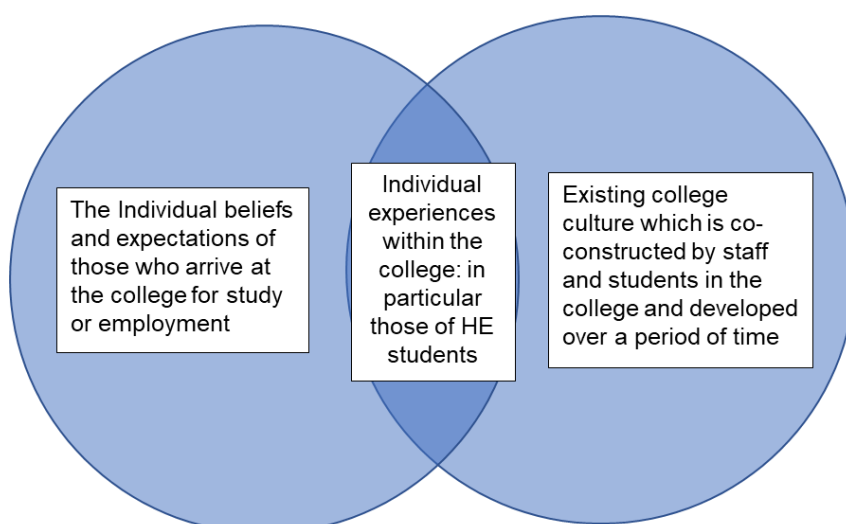 The Individual beliefs
and expectations of
those who arrive at
the college for study
or employment
Individual
experiences
within the
college: in
particular
those of HE
students
Existing college
culture which is co-
constructed by staff
and students in the
college and developed
over a period of time